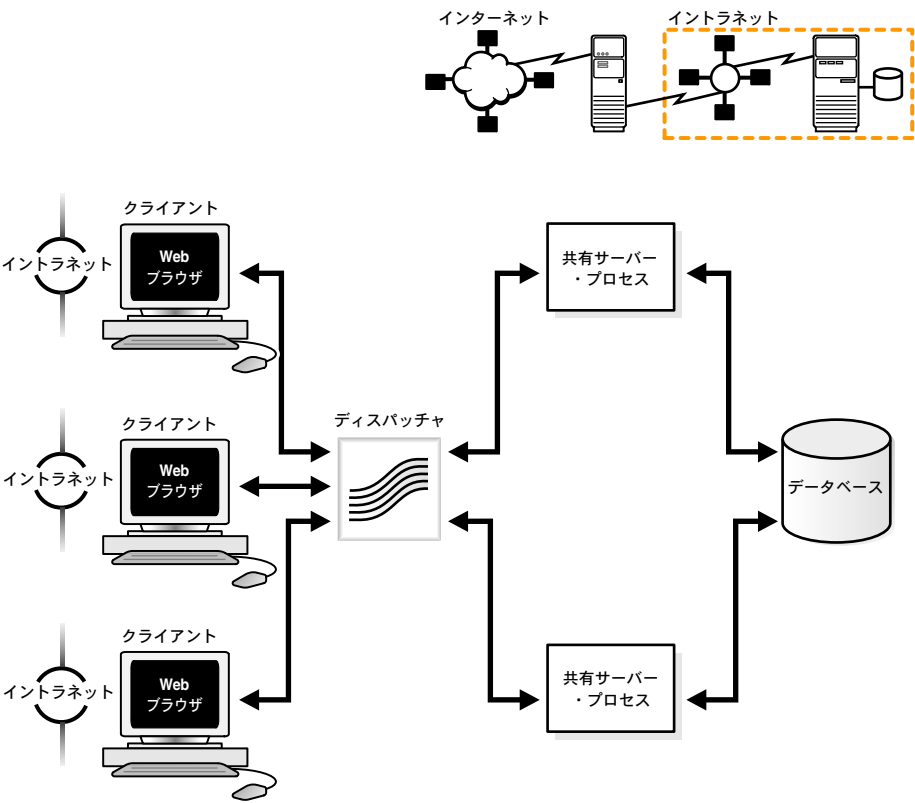 インターネット
イントラネット
クライアント
イントラネット
Web
ブラウザ
共有サーバー
・プロセス
クライアント
イントラネット
Web
ブラウザ
ディスパッチャ
データベース
クライアント
イントラネット
Web
ブラウザ
共有サーバー
・プロセス